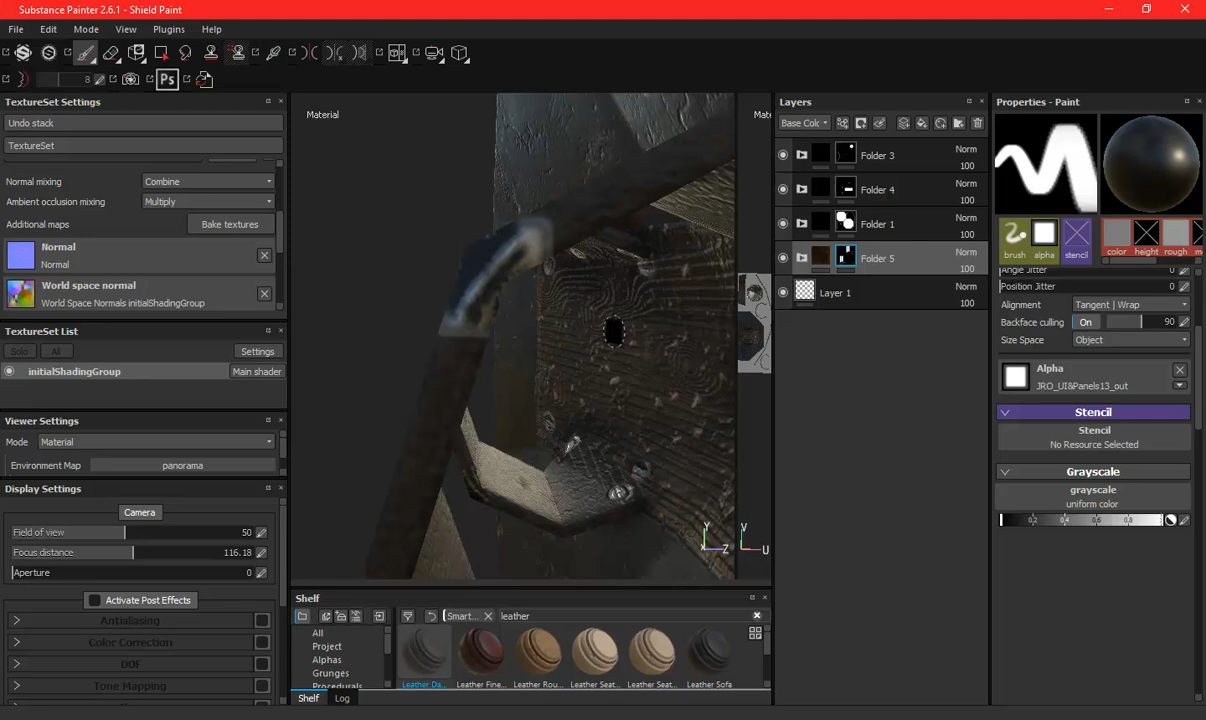 Substance Painter 2.6.1 - Shield Paint
File Edit Mode View Plugins Help
8
Ps
TextureSet Settings
Undo stack
TextureSet
Normal mixing Combine
Ambient occlusion mixing Multiply
Additional maps Bake textures
Normal
Normal
World space normal
World Space Normals initialShadingGroup
TextureSet List
Solo All Settings
initialShadingGroup Main shader
Viewer Settings
Mode Material
Environment Map panorama
Display Settings
Camera
Field of view 50
Focus distance 116.18
Aperture 0
Activate Post Effects
Antialiasing
Color Correction
DOF
Tone Mapping
Material
Mate
Y
X Z
V
U
Shelf
Smart... leather
All
Project
Alphas
Grunges
Procedurals
Leather Da...
Leather Fine...
Leather Rou...
Leather Seat...
Leather Seat...
Leather Sofa
Shelf Log
Layers
Base Col
Folder 3 Norm 100
Folder 4 Norm 100
Folder 1 Norm 100
Folder 5 Norm 100
Layer 1 Norm 100
Properties - Paint
brush alpha stencil color height rough m
Angle Jitter 0
Position Jitter 0
Alignment Tangent | Wrap
Backface culling On 90
Size Space Object
Alpha
JRO_UI&Panels13_out
Stencil
Stencil
No Resource Selected
Grayscale
grayscale
uniform color
0.2 0.4 0.6 0.8